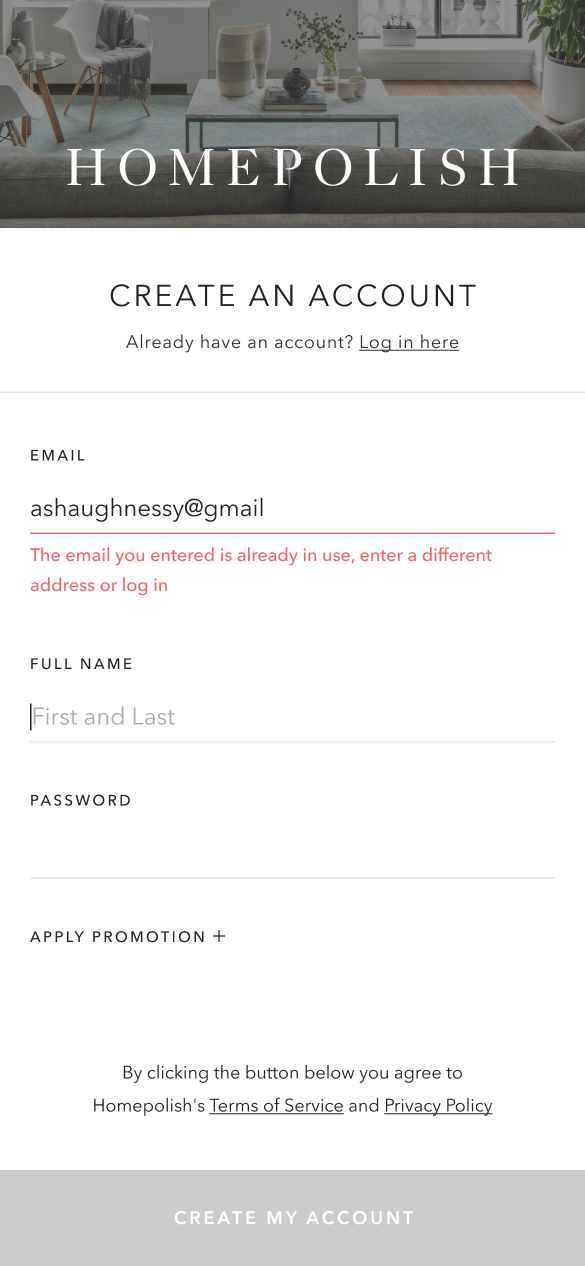 HOMEPOLISH
CREATE AN ACCOUNT
Already have an account? Log in here
EMAIL
ashaughnessy@gmail
The email you entered is already in use, enter a different
address or log in
FULL NAME
First and Last
PASSWORD
APPLY PROMOTION +
By clicking the button below you agree to
Homepolish's Terms of Service and Privacy Policy
CREATE MY ACCOUNT